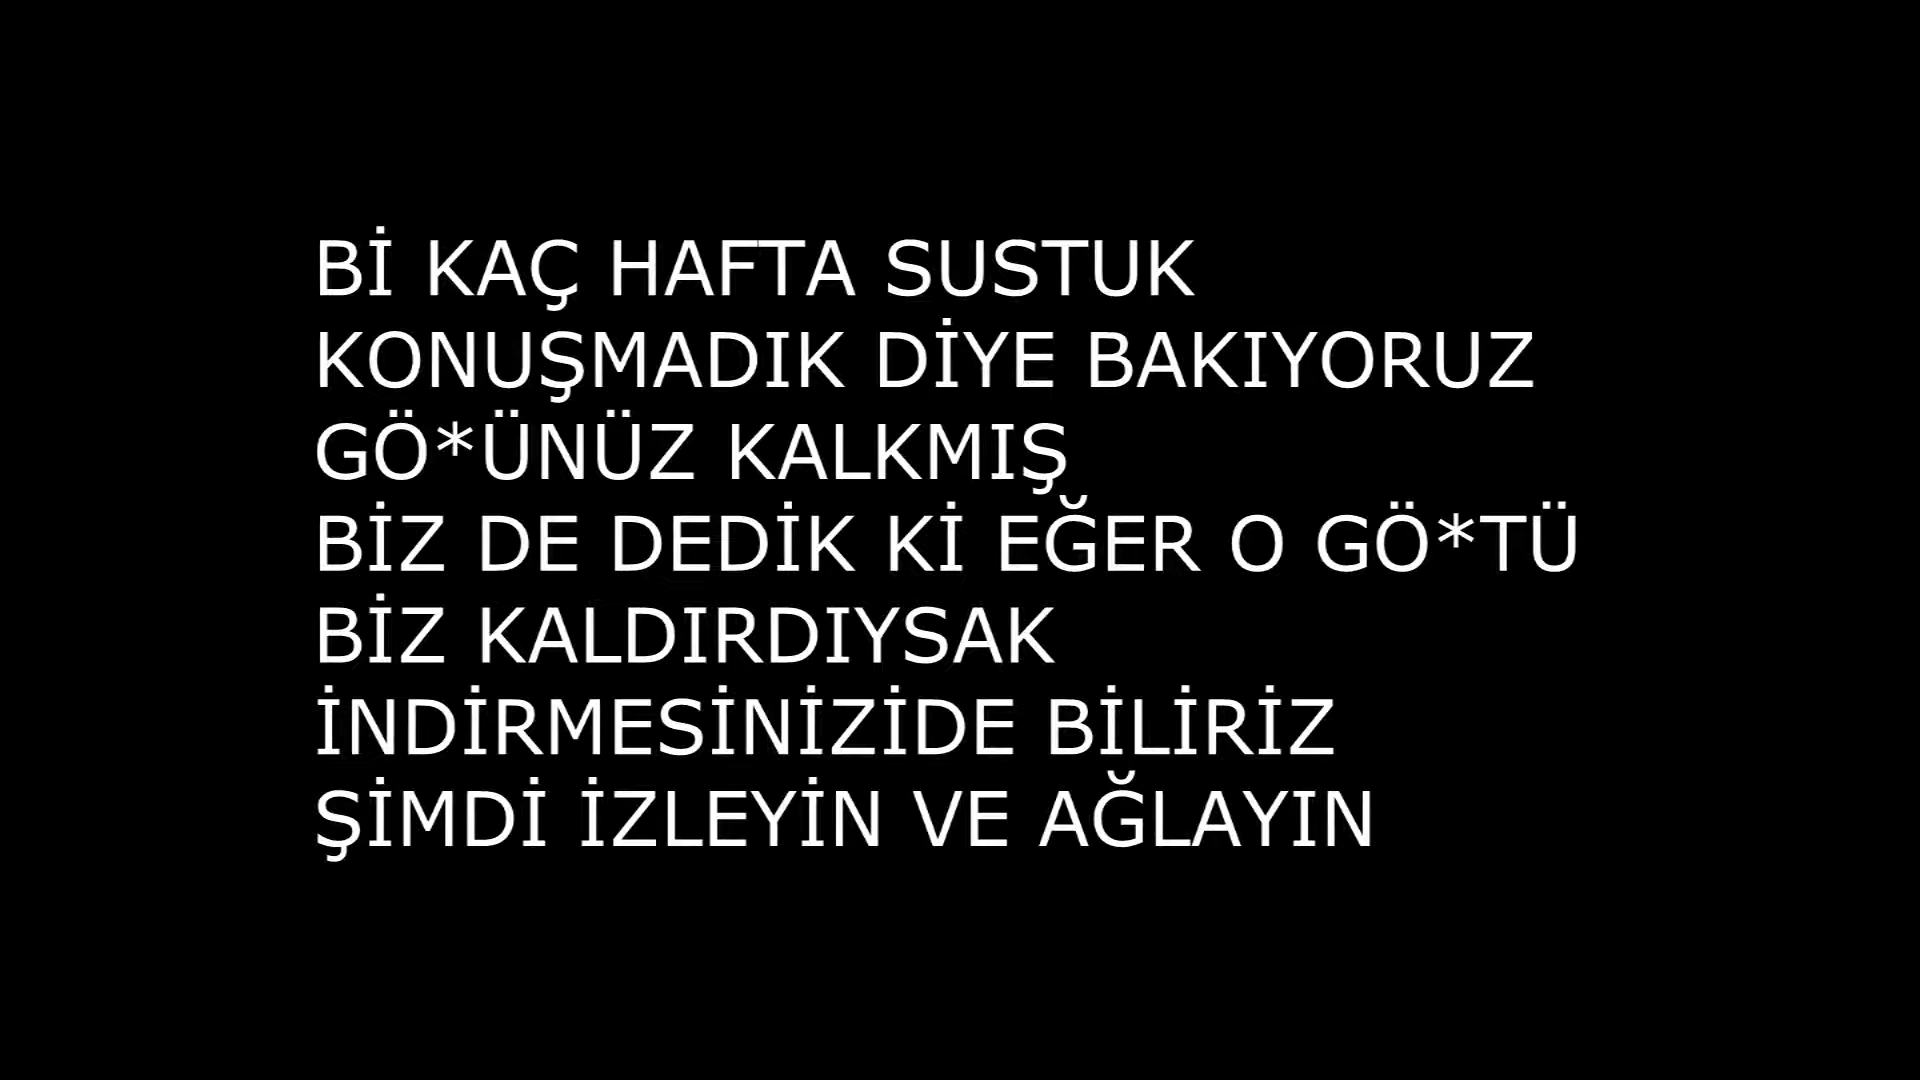 Bİ KAÇ HAFTA SUSTUK
KONUŞMADIK DİYE BAKIYORUZ
GÖ*ÜNÜZ KALKMIŞ
BİZ DE DEDİK Kİ EĞER O GÖ*TÜ
BİZ KALDIRDIYSAK
İNDİRMESİNİZİDE BİLİRİZ
ŞİMDİ İZLEYİN VE AĞLAYIN